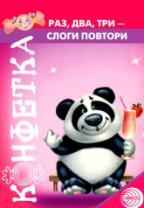 РАЗ, ДВА, ТРИ —
СЛОГИ ПОВТОРИ
КОНФЕТКА